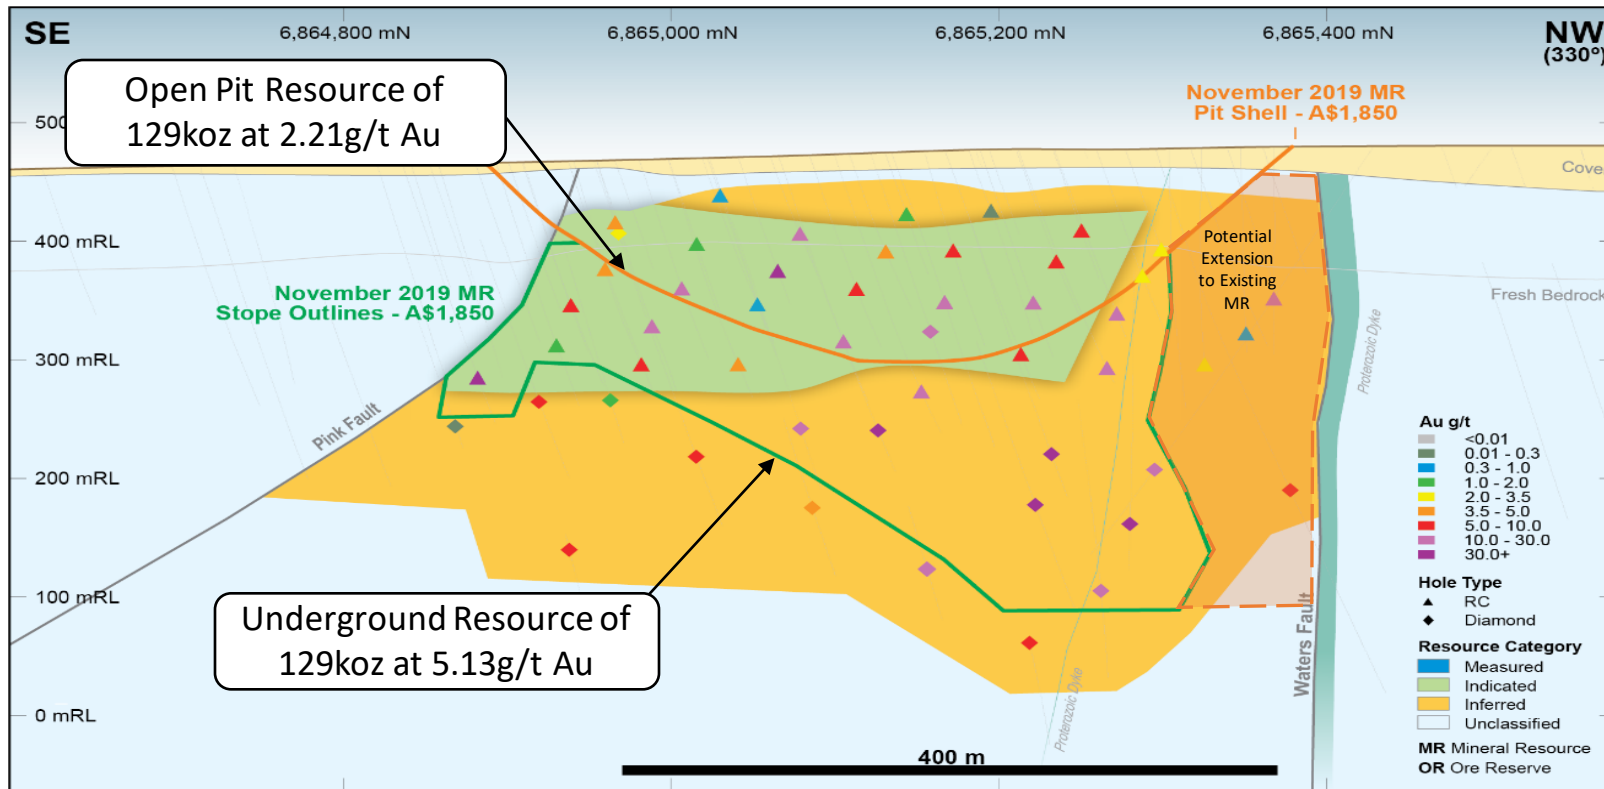 SE
6,864,800 mN
6,865,000 mN
6,865,200 mN
6,865,400 mN
NW
(330°)
Open Pit Resource of
129koz at 2.21g/t Au
November 2019 MR
Pit Shell - A$1,850
500
Cove
400 mRL
Potential
Extension
to Existing
MR
November 2019 MR
Stope Outlines - A$1,850
Fresh Bedrock
300 mRL
Proterozoic Dyke
Pink Fault
200 mRL
100 mRL
Underground Resource of
129koz at 5.13g/t Au
Waters Fault
Proterozoic Dyke
0 mRL
400 m
Au g/t
<0.01
0.01 - 0.3
0.3 - 1.0
1.0 - 2.0
2.0 - 3.5
3.5 - 5.0
5.0 - 10.0
10.0 - 30.0
30.0+
Hole Type
RC
Diamond
Resource Category
Measured
Indicated
Inferred
Unclassified
MR Mineral Resource
OR Ore Reserve